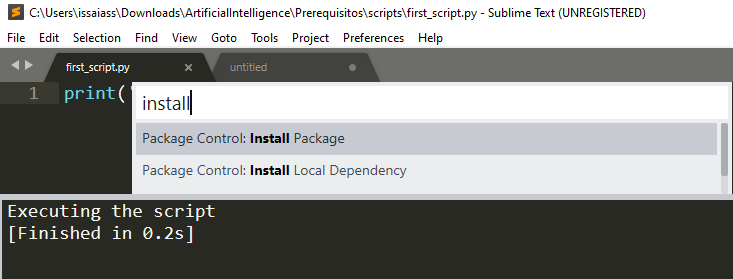 C:\Users\issaiass\Downloads\ArtificialIntelligence\Prerequisitos\scripts\first_script.py - Sublime Text (UNREGISTERED)
File Edit Selection Find View Goto Tools Project Preferences Help
first_script.py × untitled
1 print('
install
Package Control: Install Package
Package Control: Install Local Dependency
Executing the script
[Finished in 0.2s]